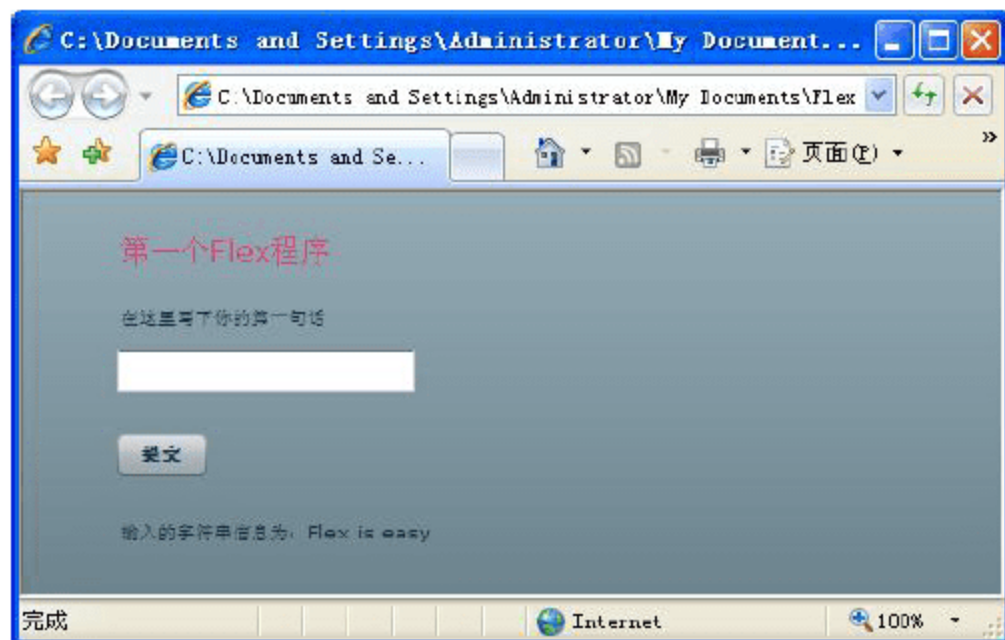 C:\Documents and Settings\Administrator\My Document...
C:\Documents and Settings\Administrator\My Documents\Flex
C:\Documents and Se...
页面(P)
第一个Flex程序
在这里写下你的第一句话
提交
输入的字符串信息为：Flex is easy
完成
Internet
100%